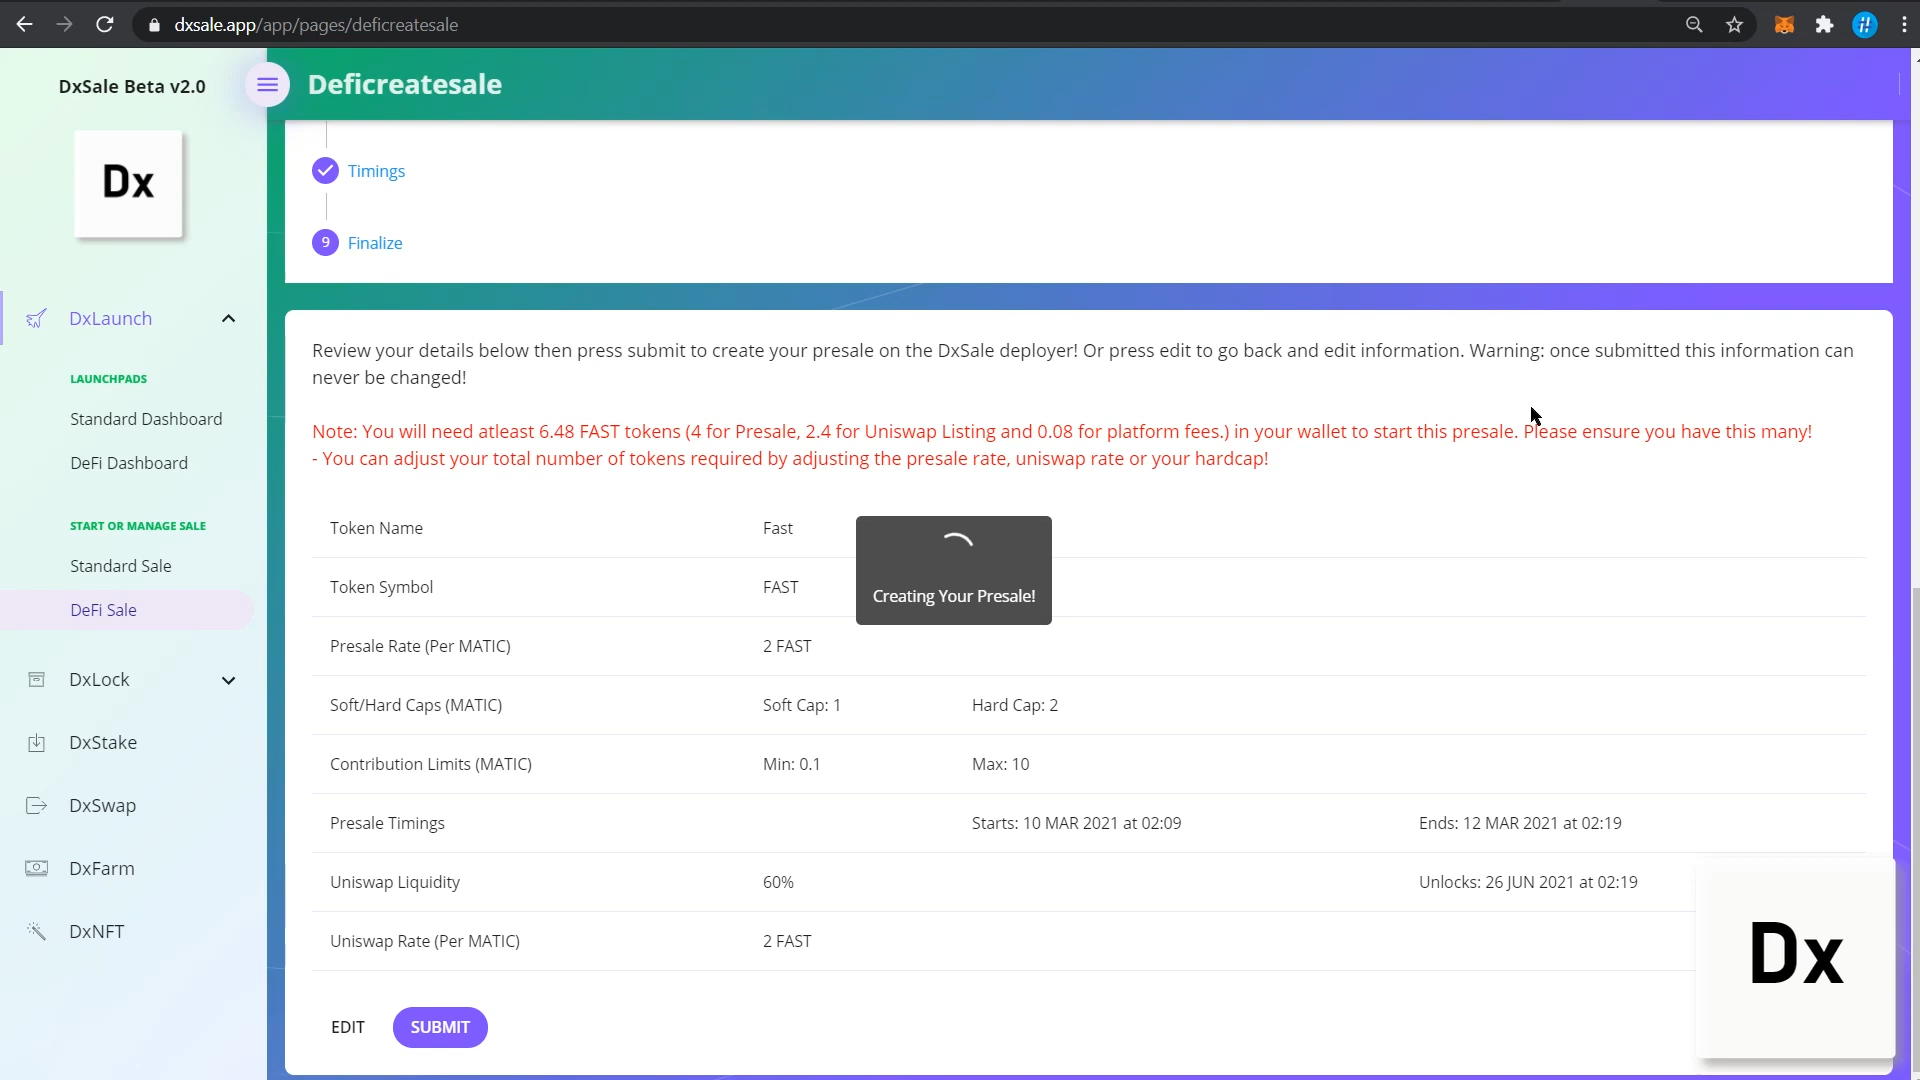 dxsale.app/app/pages/deficreatesale
DxSale Beta v2.0
Deficreatesale
Dx
Timings
9 Finalize
DxLaunch
LAUNCHPADS
Standard Dashboard
DeFi Dashboard
START OR MANAGE SALE
Standard Sale
DeFi Sale
DxLock
DxStake
DxSwap
DxFarm
DxNFT
Review your details below then press submit to create your presale on the DxSale deployer! Or press edit to go back and edit information. Warning: once submitted this information can
never be changed!
Note: You will need atleast 6.48 FAST tokens (4 for Presale, 2.4 for Uniswap Listing and 0.08 for platform fees.) in your wallet to start this presale. Please ensure you have this many!
- You can adjust your total number of tokens required by adjusting the presale rate, uniswap rate or your hardcap!
Token Name Fast
Token Symbol FAST
Creating Your Presale!
Presale Rate (Per MATIC) 2 FAST
Soft/Hard Caps (MATIC) Soft Cap: 1 Hard Cap: 2
Contribution Limits (MATIC) Min: 0.1 Max: 10
Presale Timings Starts: 10 MAR 2021 at 02:09 Ends: 12 MAR 2021 at 02:19
Uniswap Liquidity 60% Unlocks: 26 JUN 2021 at 02:19
Uniswap Rate (Per MATIC) 2 FAST
EDIT SUBMIT
Dx